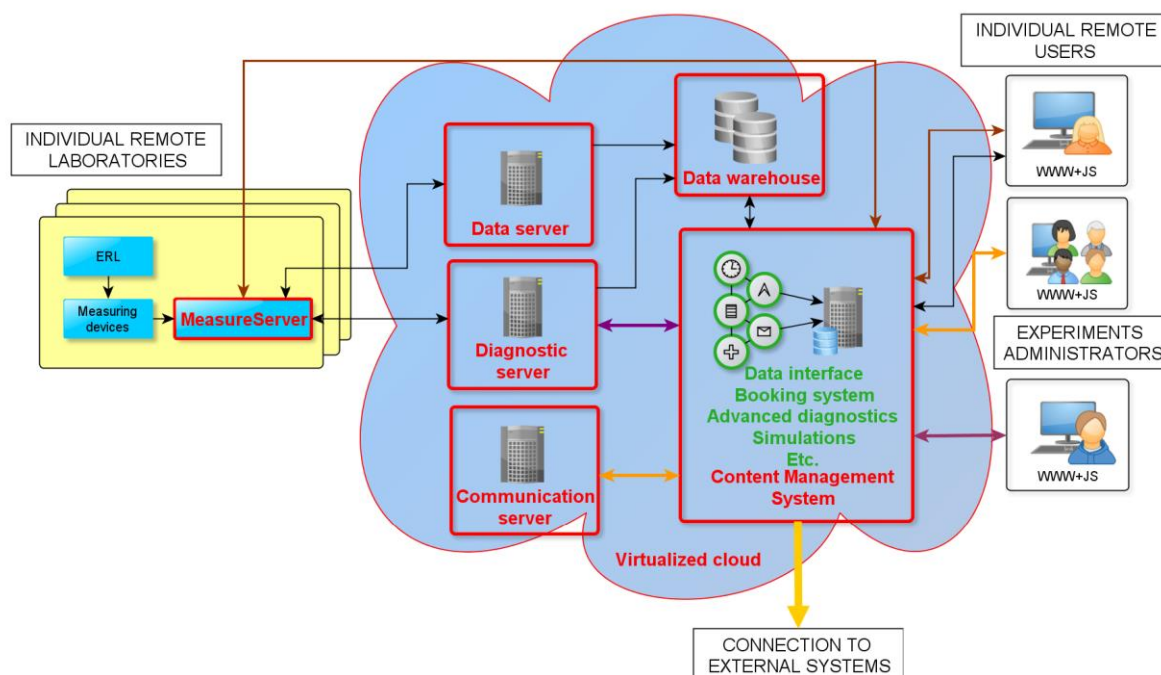 INDIVIDUAL REMOTE
LABORATORIES
ERL
Measuring
devices
MeasureServer
Data server
Diagnostic
server
Communication
server
Data warehouse
Data interface
Booking system
Advanced diagnostics
Simulations
Etc.
Content Management
System
Virtualized cloud
INDIVIDUAL REMOTE
USERS
WWW+JS
WWW+JS
EXPERIMENTS
ADMINISTRATORS
WWW+JS
CONNECTION TO
EXTERNAL SYSTEMS